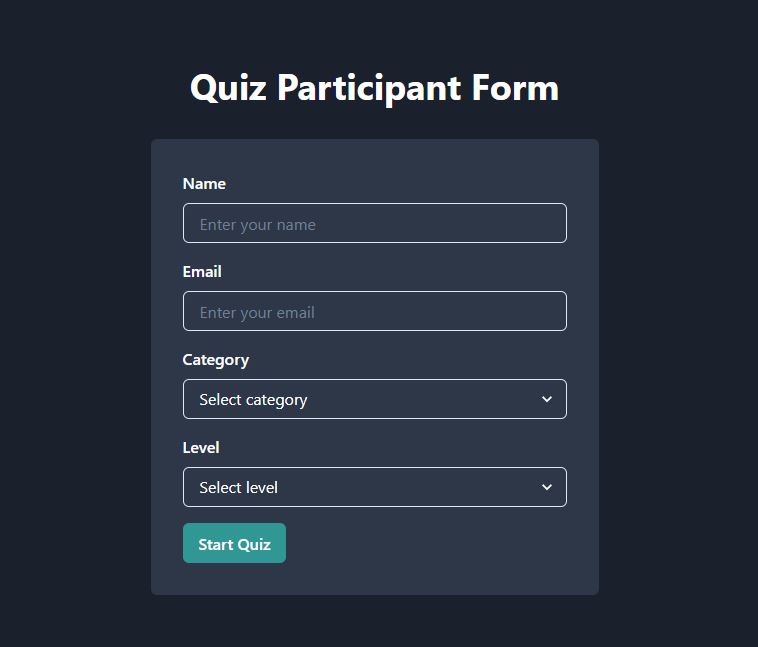 Quiz Participant Form
Name
Enter your name
Email
Enter your email
Category
Select category
Level
Select level
Start Quiz